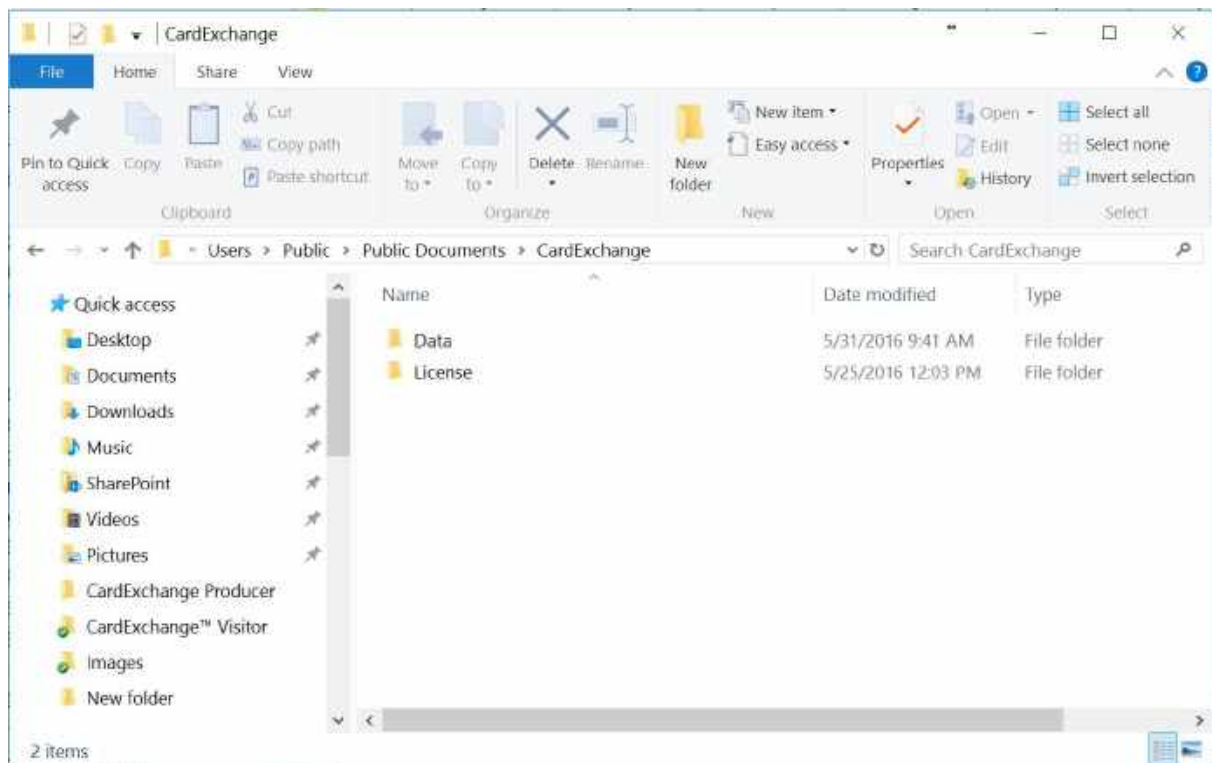 CardExchange
File Home Share View
Pin to Quick access
Copy
Paste
Cut
Copy path
Paste shortcut
Clipboard
Move to
Copy to
Delete
Rename
Organize
New folder
New item
Easy access
New
Properties
Open
Edit
History
Open
Select all
Select none
Invert selection
Select
Users > Public > Public Documents > CardExchange
Search CardExchange
Name Date modified Type
Data 5/31/2016 9:41 AM File folder
License 5/25/2016 12:03 PM File folder
Quick access
Desktop
Documents
Downloads
Music
SharePoint
Videos
Pictures
CardExchange Producer
CardExchange™ Visitor
Images
New folder
2 items